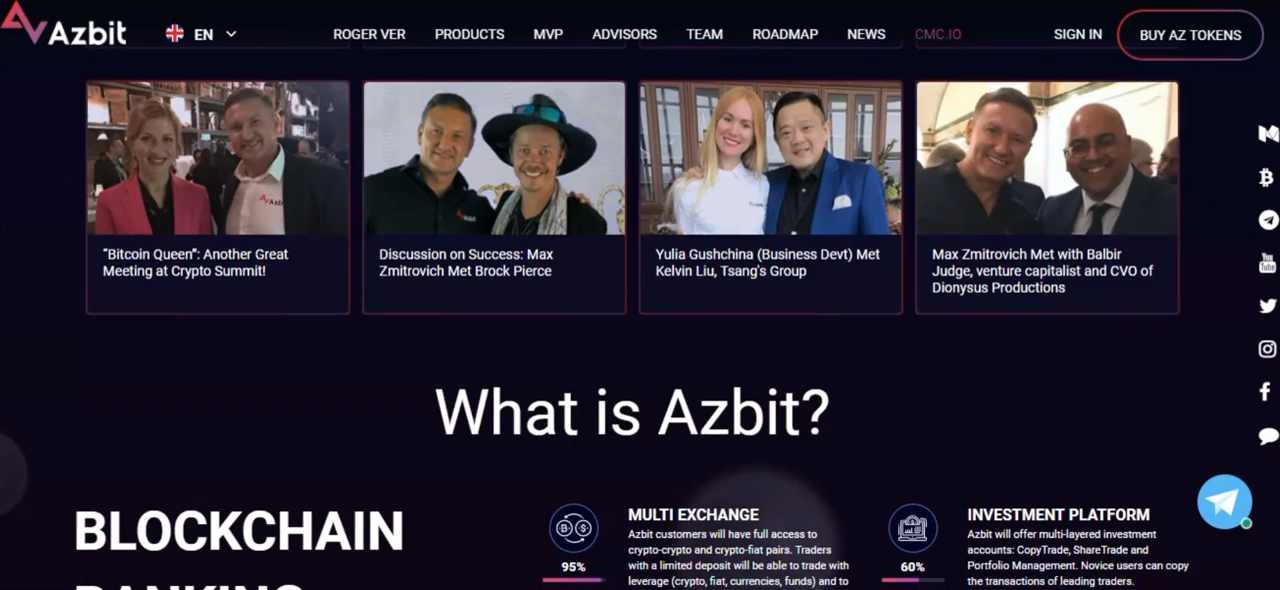 Azbit
EN
ROGER VER
PRODUCTS
MVP
ADVISORS
TEAM
ROADMAP
NEWS
CMC.IO
SIGN IN
BUY AZ TOKENS
“Bitcoin Queen”: Another Great
Meeting at Crypto Summit!
Discussion on Success: Max
Zmitrovich Met Brock Pierce
Yulia Gushchina (Business Devt) Met
Kelvin Liu, Tsang's Group
Max Zmitrovich Met with Balbir
Judge, venture capitalist and CVO of
Dionysus Productions
You
Tube
What is Azbit?
BLOCKCHAIN
BANKING
95%
MULTI EXCHANGE
Azbit customers will have full access to
crypto-crypto and crypto-fiat pairs. Traders
with a limited deposit will be able to trade with
leverage (crypto, fiat, currencies, funds) and to
60%
INVESTMENT PLATFORM
Azbit will offer multi-layered investment
accounts: CopyTrade, ShareTrade and
Portfolio Management. Novice users can copy
the transactions of leading traders.